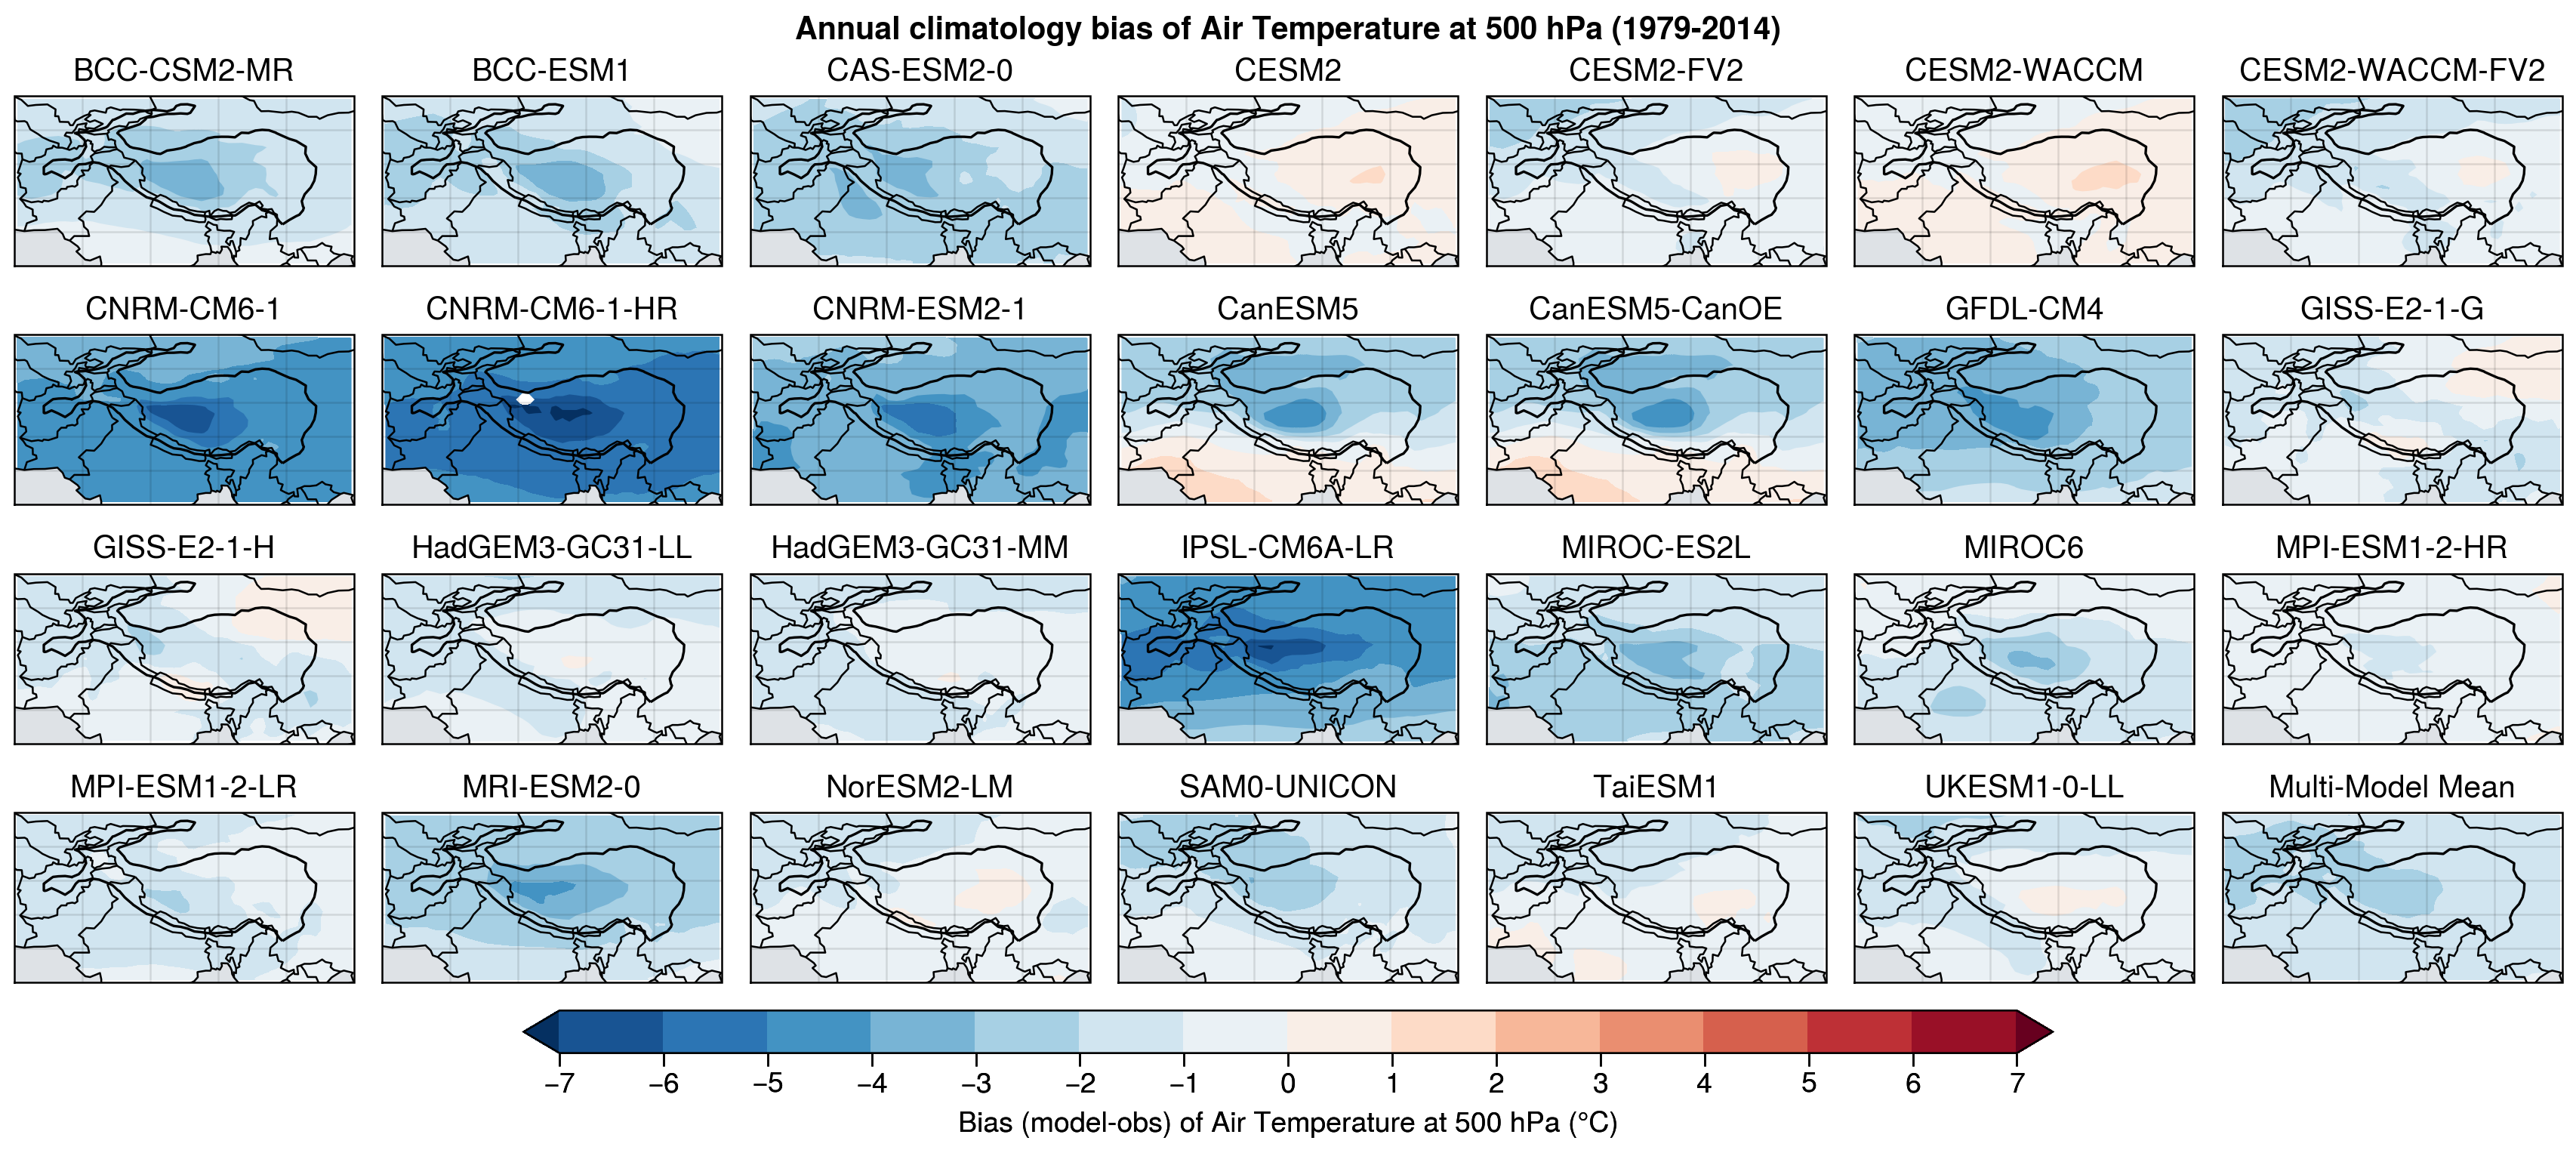 Annual climatology bias of Air Temperature at 500 hPa (1979-2014)
BCC-CSM2-MR BCC-ESM1 CAS-ESM2-0 CESM2 CESM2-FV2 CESM2-WACCM CESM2-WACCM-FV2
CNRM-CM6-1 CNRM-CM6-1-HR CNRM-ESM2-1 CanESM5 CanESM5-CanOE GFDL-CM4 GISS-E2-1-G
GISS-E2-1-H HadGEM3-GC31-LL HadGEM3-GC31-MM IPSL-CM6A-LR MIROC-ES2L MIROC6 MPI-ESM1-2-HR
MPI-ESM1-2-LR MRI-ESM2-0 NorESM2-LM SAM0-UNICON TaiESM1 UKESM1-0-LL Multi-Model Mean
−7 −6 −5 −4 −3 −2 −1 0 1 2 3 4 5 6 7
Bias (model-obs) of Air Temperature at 500 hPa (°C)